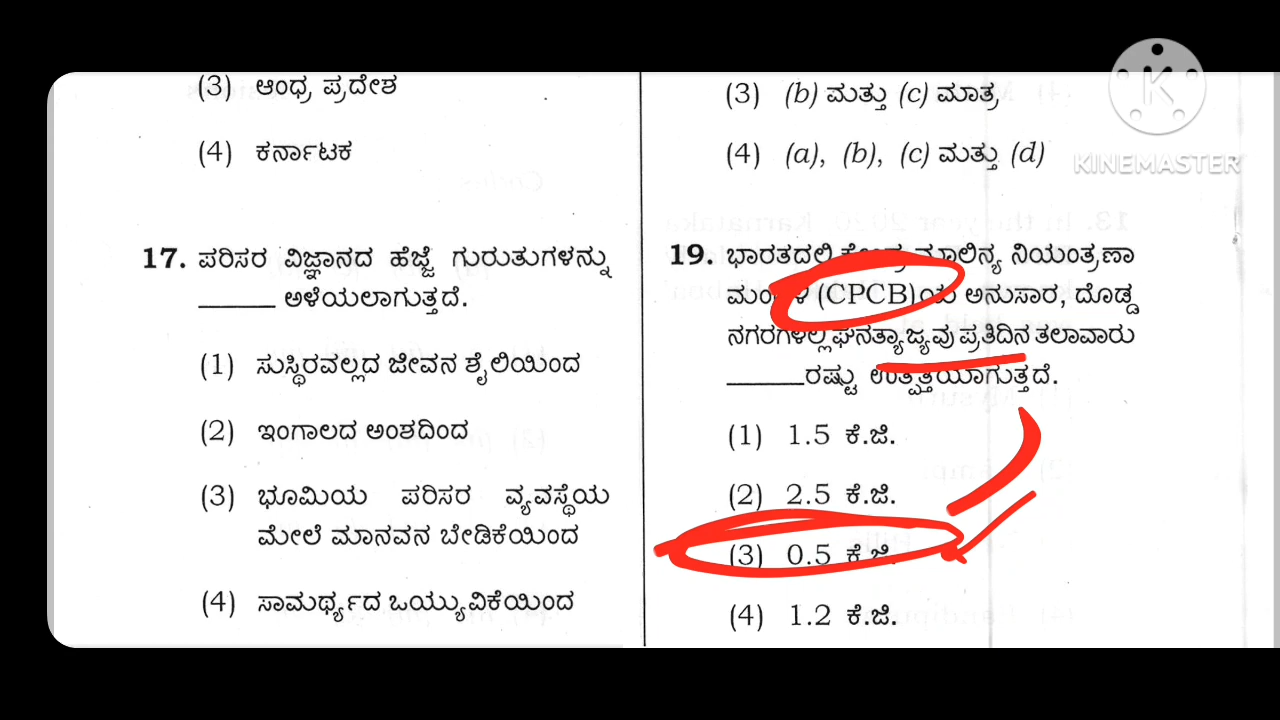 (3) ಆಂಧ್ರ ಪ್ರದೇಶ
(4) ಕರ್ನಾಟಕ
17. ಪರಿಸರ ವಿಜ್ಞಾನದ ಹೆಜ್ಜೆ ಗುರುತುಗಳನ್ನು
______ ಅಳೆಯಲಾಗುತ್ತದೆ.
(1) ಸುಸ್ಥಿರವಲ್ಲದ ಜೀವನ ಶೈಲಿಯಿಂದ
(2) ಇಂಗಾಲದ ಅಂಶದಿಂದ
(3) ಭೂಮಿಯ ಪರಿಸರ ವ್ಯವಸ್ಥೆಯ
ಮೇಲೆ ಮಾನವನ ಬೇಡಿಕೆಯಿಂದ
(4) ಸಾಮರ್ಥ್ಯದ ಒಯ್ಯುವಿಕೆಯಿಂದ
(3) (b) ಮತ್ತು (c) ಮಾತ್ರ
(4) (a), (b), (c) ಮತ್ತು (d)
19. ಭಾರತದಲ್ಲಿ ಕೇಂದ್ರ ಮಾಲಿನ್ಯ ನಿಯಂತ್ರಣಾ
(CPCB)ಯ ಅನುಸಾರ, ದೊಡ್ಡ
ನಗರಗಳಲ್ಲಿ ಘನತ್ಯಾಜ್ಯವು ಪ್ರತಿದಿನ ತಲಾವಾರು
______ರಷ್ಟು ಉತ್ಪತ್ತಿಯಾಗುತ್ತದೆ.
(1) 1.5 ಕೆ.ಜಿ.
(2) 2.5 ಕೆ.ಜಿ.
(3) 0.5 ಕೆ.ಜಿ.
(4) 1.2 ಕೆ.ಜಿ.
KINEMASTER